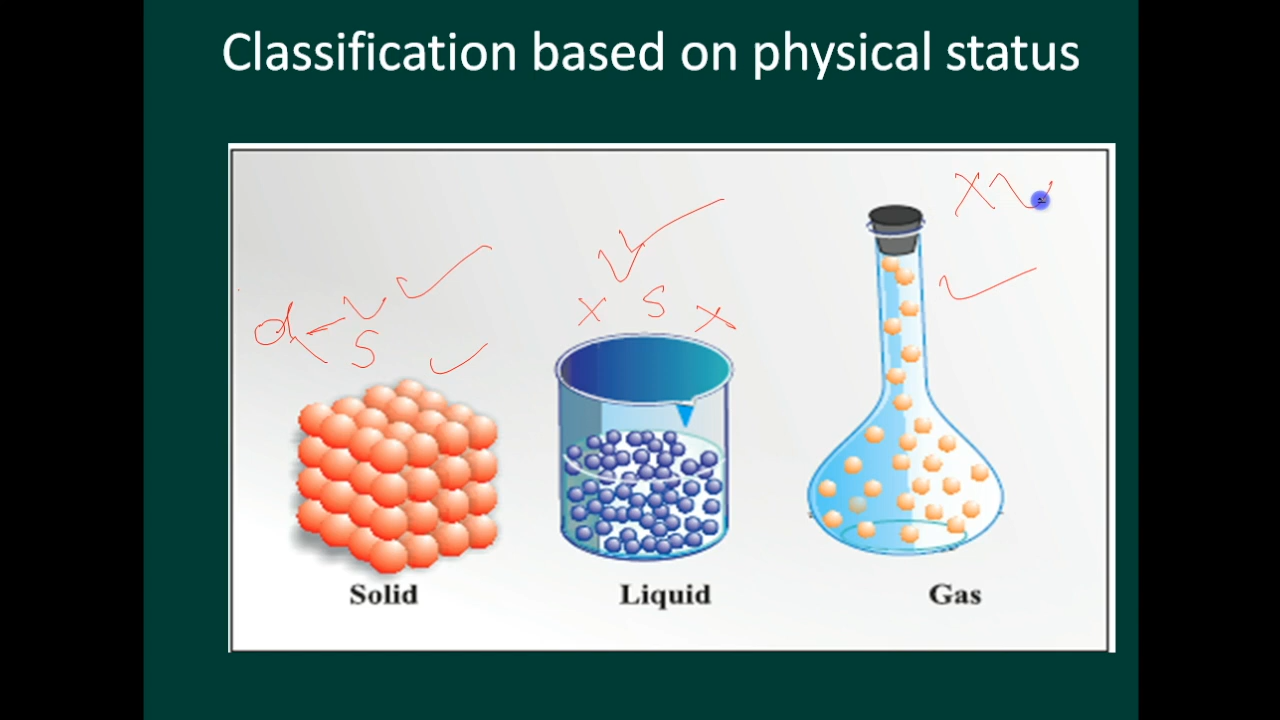 Classification based on physical status
X
V
V
S
X S X
Solid Liquid Gas